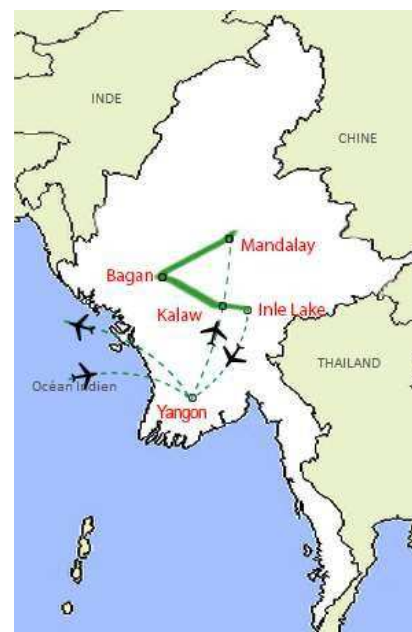 INDE
CHINE
Mandalay
Bagan
Kalaw
Inle Lake
THAILAND
Océan Indien
Yangon